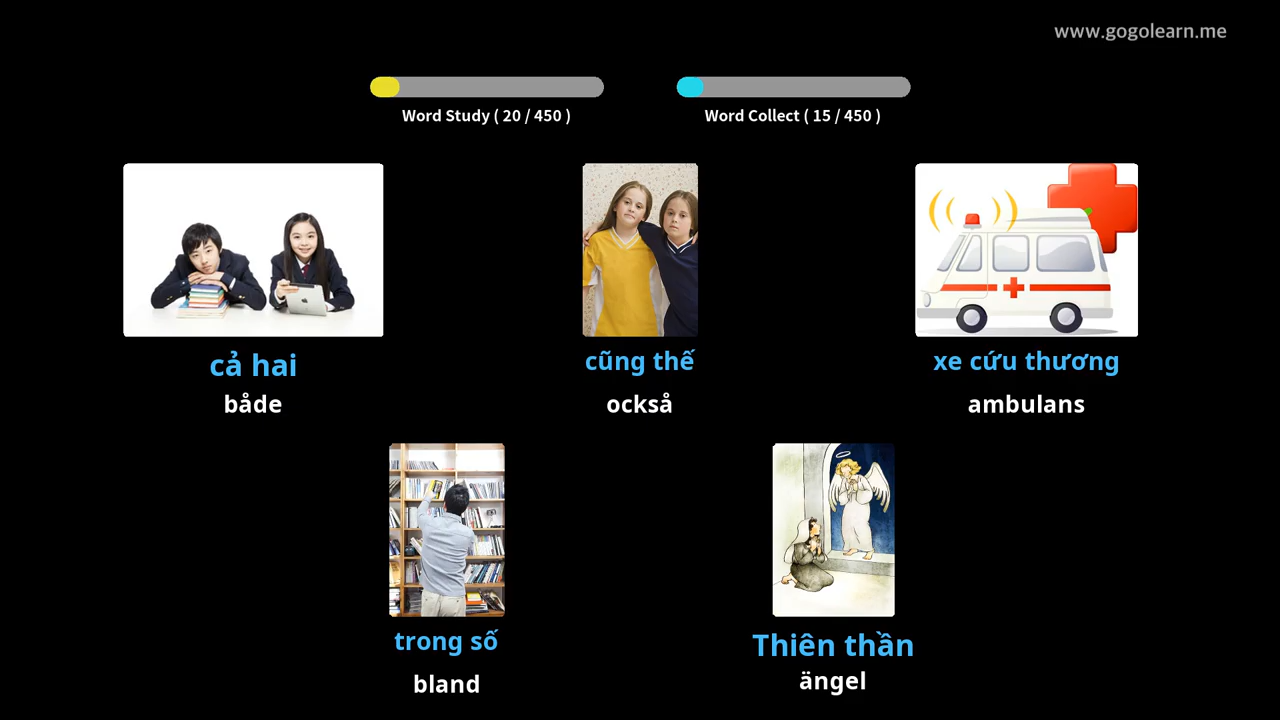 www.gogolearn.me
Word Study ( 20 / 450 )
Word Collect ( 15 / 450 )
cả hai
både
cũng thế
också
xe cứu thương
ambulans
trong số
bland
Thiên thần
ängel